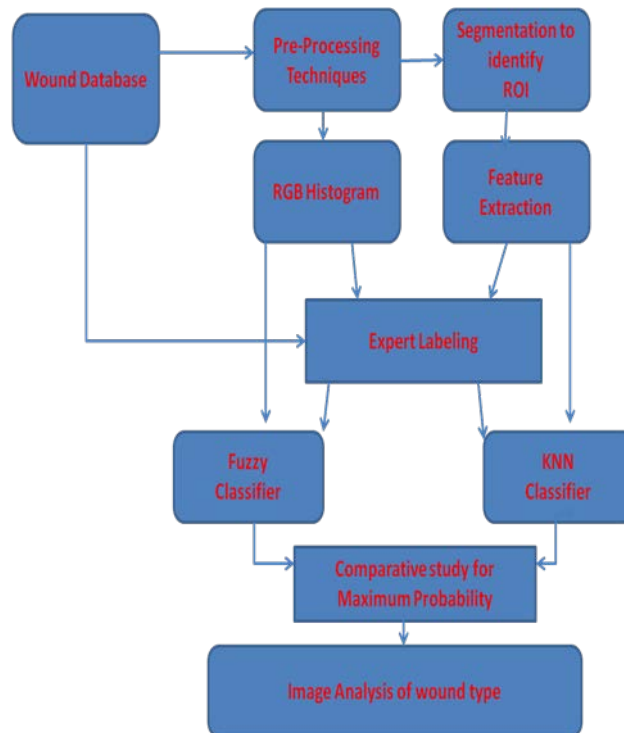 Wound Database
Pre-Processing
Techniques
Segmentation to
identify
ROI
RGB Histogram
Feature
Extraction
Expert Labeling
Fuzzy
Classifier
KNN
Classifier
Comparative study for
Maximum Probability
Image Analysis of wound type